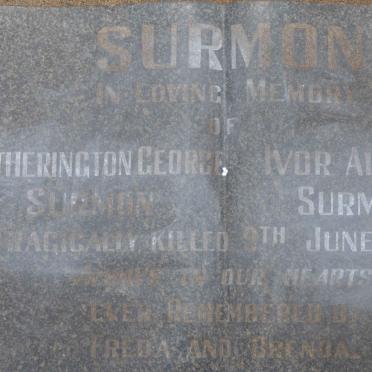 SURMON
IN LOVING MEMORY
OF
THERINGTON GEORGE IVOR AL
SURMON SURM
TRAGICALLY KILLED 9TH JUNE
IN OUR HEARTS
EVER REMEMBERED BY
FREDA AND BRENDA